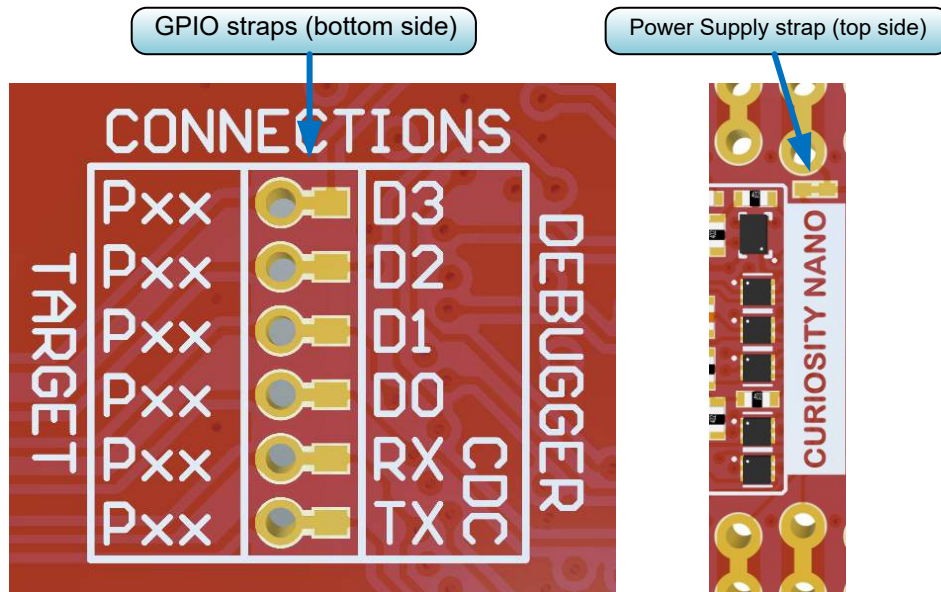 GPIO straps (bottom side)
Power Supply strap (top side)
CONNECTIONS
TARGET
DEBUGGER
Pxx D3
Pxx D2
Pxx D1
Pxx D0
Pxx RX
Pxx TX
CDC
CURIOSITY NANO